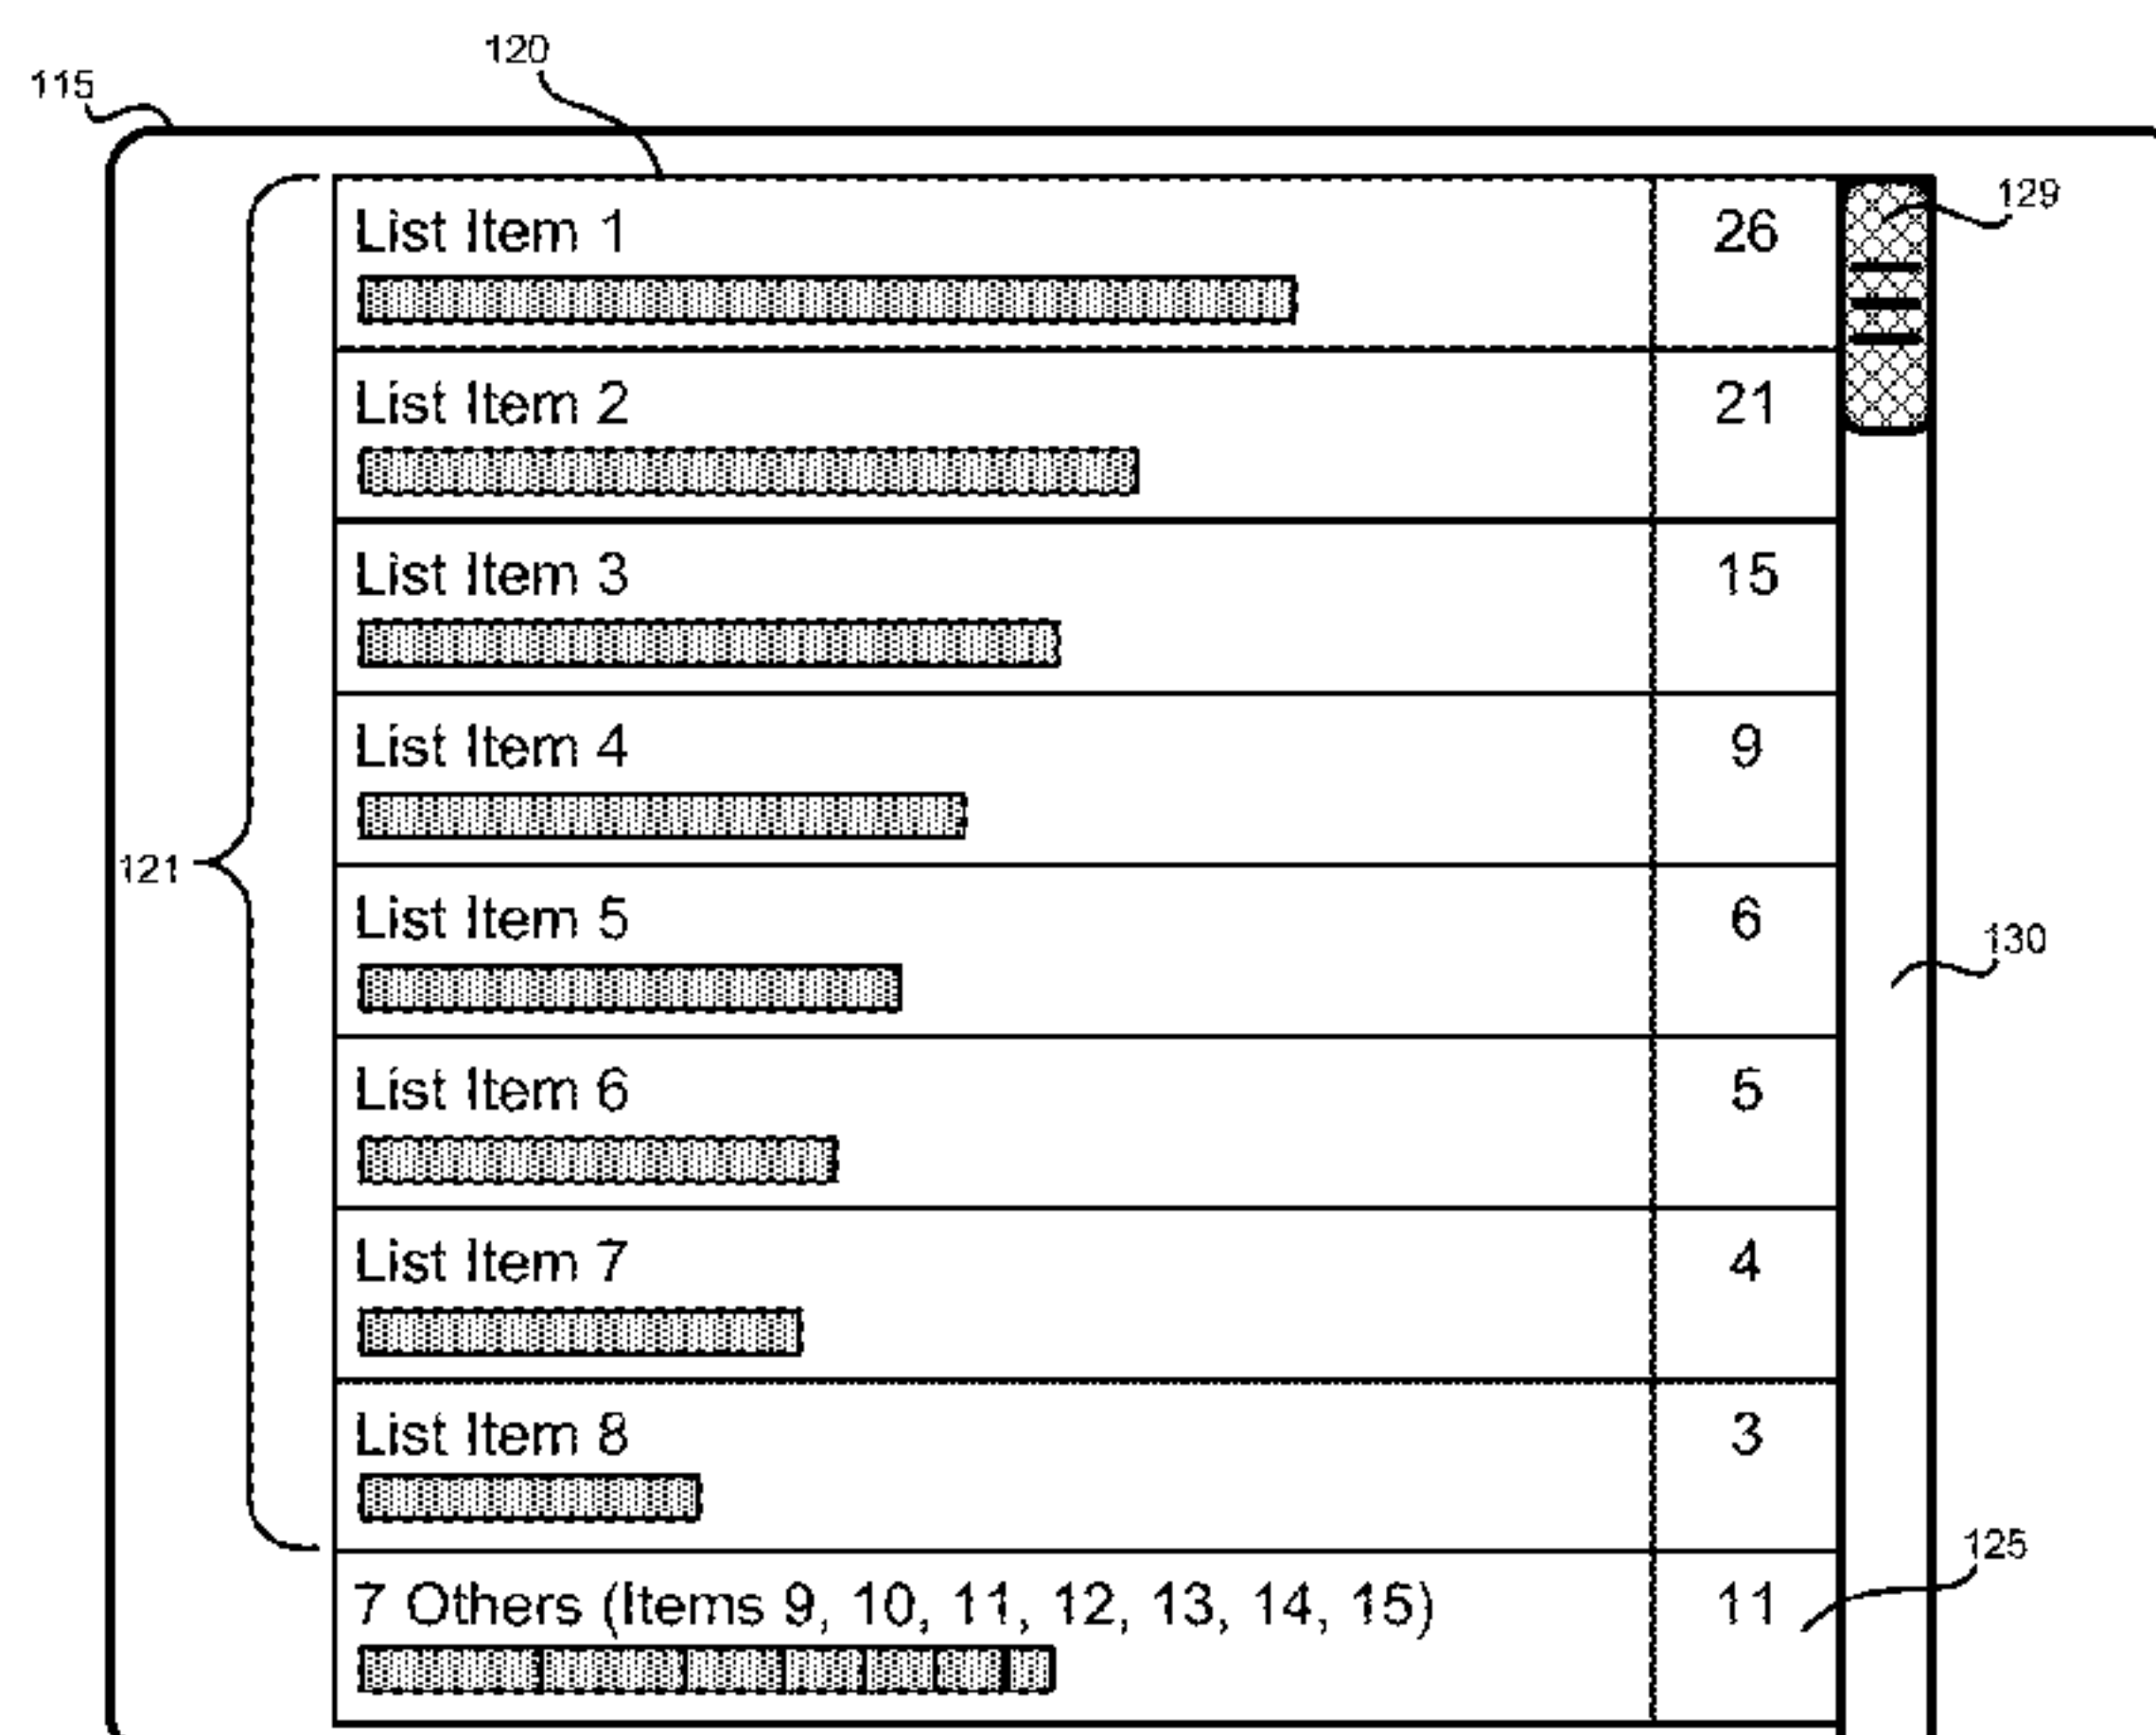 120
115
129
List Item 1 26
List Item 2 21
List Item 3 15
List Item 4 9
121
List Item 5 6
130
List Item 6 5
List Item 7 4
List Item 8 3
125
7 Others (Items 9, 10, 11, 12, 13, 14, 15) 11